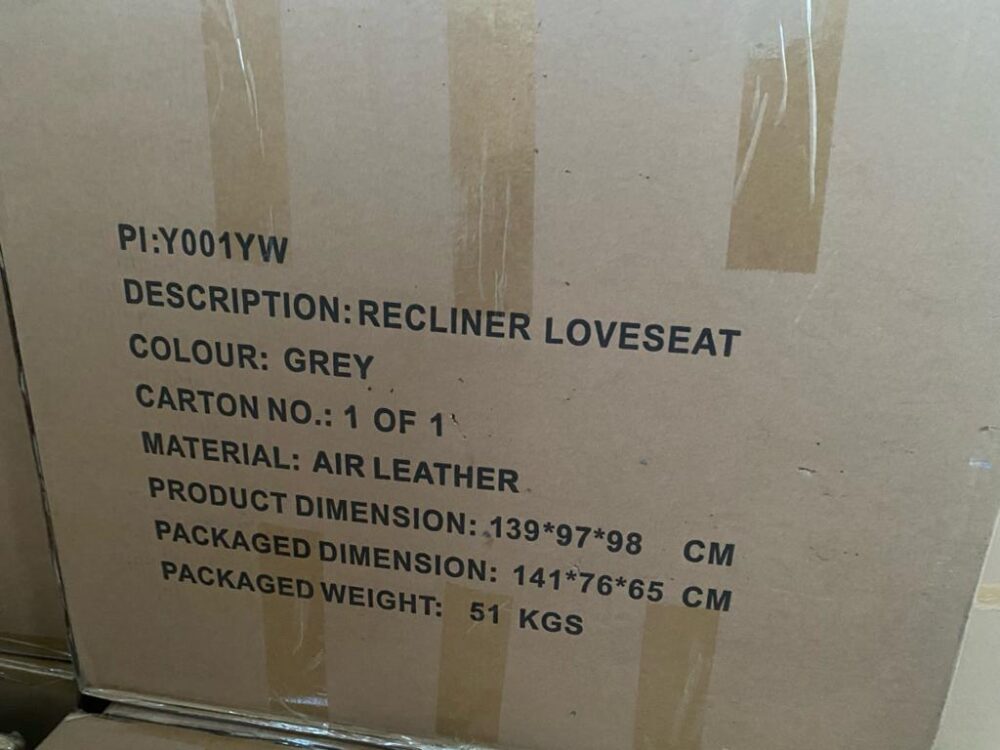 PI:Y001YW
DESCRIPTION: RECLINER LOVESEAT
COLOUR: GREY
CARTON NO.: 1 OF 1
MATERIAL: AIR LEATHER
PRODUCT DIMENSION: 139*97*98 CM
PACKAGED DIMENSION: 141*76*65 CM
PACKAGED WEIGHT: 51 KGS